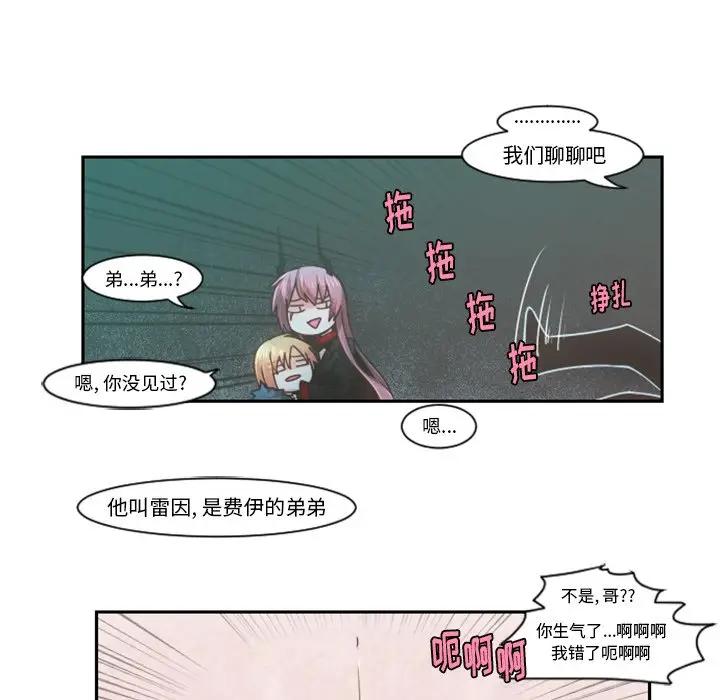 .............
我们聊聊吧
拖
拖
拖
拖
挣扎
弟...弟...?
嗯, 你没见过?
嗯...
他叫雷因, 是费伊的弟弟
不是, 哥??
你生气了...啊啊啊
我错了呃啊啊
呃啊啊